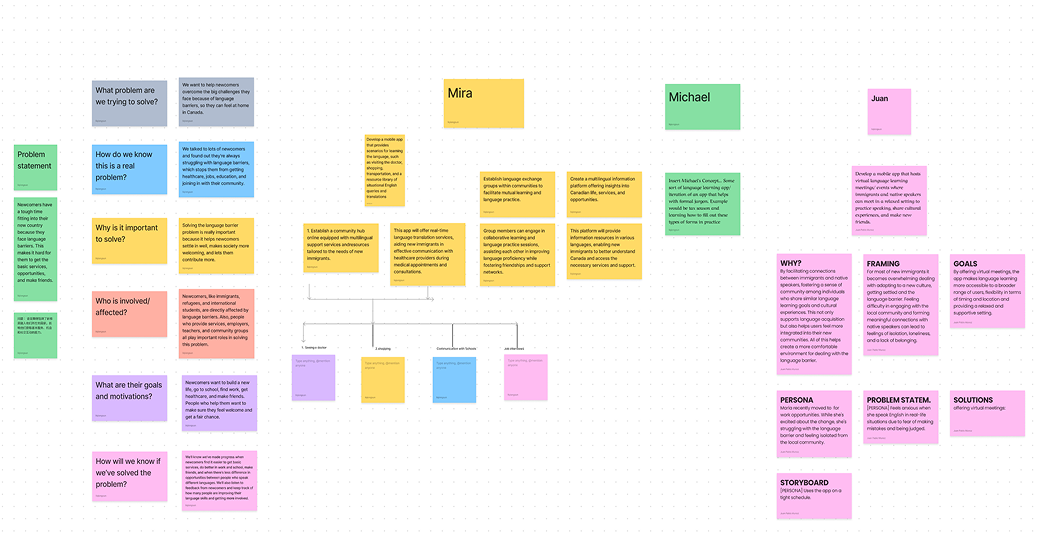 Problem
statement
Newcomers have
a tough time
fitting into their
new country
because they
face language
barriers. This
makes it hard for
them to get the
basic services,
opportunities,
and make friends.
What problem are
we trying to solve?
We want to help newcomers
overcome the big challenges they
face because of language
barriers, so they can feel at home
in Canada.
How do we know
this is a real
problem?
We talked to lots of newcomers
and found out they're always
struggling with language barriers,
which stops them from getting
healthcare, jobs, education, and
joining in with their community.
Why is it important
to solve?
Solving the language barrier
problem is really important
because it helps newcomers
settle in well, makes society more
welcoming, and lets them
contribute more.
Who is involved/
affected?
Newcomers, like immigrants,
refugees, and international
students, are directly affected by
language barriers. Also, people
who provide services, employers,
teachers, and community groups
all play important roles in solving
this problem.
What are their goals
and motivations?
Newcomers want to build a new
life, go to school, find work, get
healthcare, and make friends.
People who help them want to
make sure they feel welcome and
get a fair chance.
How will we know if
we've solved the
problem?
We'll know we've made progress when
newcomers find it easier to get basic
services, do better in work and school, make
friends, and when there's less difference in
opportunities between people who speak
different languages. We'll also listen to
feedback from newcomers and keep track of
how many people are improving their
language skills and getting more involved.
Mira
Develop a mobile app
that provides
scenarios for learning
the language, such
as visiting the doctor,
shopping,
transportation, and a
resource library of
situational English
queries and
translations
Establish language exchange
groups within communities to
facilitate mutual learning and
language practice.
Create a multilingual information
platform offering insights into
Canadian life, services, and
opportunities.
1. Establish a community hub
online equipped with multilingual
support services andresources
tailored to the needs of new
immigrants.
This app will offer real-time
language translation services,
aiding new immigrants in
effective communication with
healthcare providers during
medical appointments and
consultations.
Group members can engage in
collaborative learning and
language practice sessions,
assisting each other in improving
language proficiency while
fostering friendships and support
networks.
This platform will provide
information resources in various
languages, enabling new
immigrants to better understand
Canada and access the
necessary services and support.
1. Seeing a doctor
2.shopping
Communication with foriener
job interviews
Michael
Insert Michael's Concept... Some
sort of language learning app/
iteration of an app that helps
with formal language. Example
would be tax season and
learning how to fill out these
types of forms in practice
Juan
Develop a mobile app that hosts
virtual language learning
meetings/ events where
immigrants and native speakers
can meet in a relaxed setting to
practice speaking, share cultural
experiences, and make new
friends.
WHY?
By facilitating connections
between immigrants and native
speakers, fostering a sense of
community among individuals
who share similar language
learning goals and cultural
experiences. This not only
supports language acquisition
but also helps users feel more
integrated into their new
communities. All of this helps
create a more comfortable
environment for dealing with the
language barrier.
FRAMING
For most of new immigrants it
becomes overwhelming dealing
with adapting to a new culture,
getting settled and the
language barrier. Feeling
difficulty in engaging with the
local community and forming
meaningful connections with
native speakers can lead to
feelings of isolation, loneliness,
and a lack of belonging.
GOALS
By offering virtual meetings, the
app makes language learning
more accessible to a broader
range of users, flexibility in terms
of timing and location and
providing a relaxed and
supportive setting.
PERSONA
Maria recently moved to for
work opportunities. While she's
excited about the change, she's
struggling with the language
barrier and feeling isolated from
the local community.
PROBLEM STATEM.
[PERSONA] Feels anxious when
she speak English in real-life
situations due to fear of making
mistakes and being judged.
SOLUTIONS
offering virtual meetings:
STORYBOARD
[PERSONA] Uses the app on a
tight schedule.